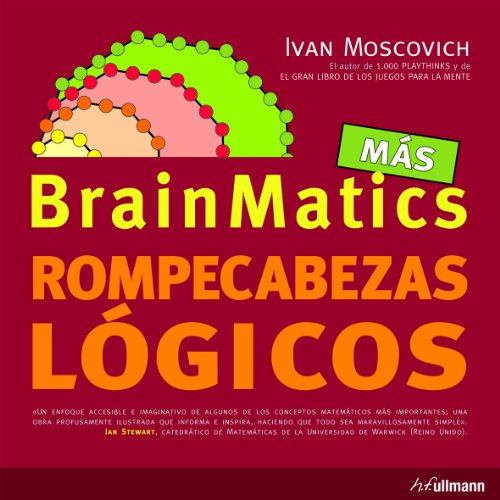 IVAN MOSCOVICH
El autor de 1.000 PLAYTHINKS y de
EL GRAN LIBRO DE LOS JUEGOS PARA LA MENTE
MÁS
BrainMatics
ROMPECABEZAS
LÓGICOS
«UN ENFOQUE ACCESIBLE E IMAGINATIVO DE ALGUNOS DE LOS CONCEPTOS MATEMÁTICOS MÁS IMPORTANTES; UNA
OBRA PROFUSAMENTE ILUSTRADA QUE INFORMA E INSPIRA, HACIENDO QUE TODO SEA MARAVILLOSAMENTE SIMPLE».
IAN STEWART, CATEDRÁTICO DE MATEMÁTICAS DE LA UNIVERSIDAD DE WARWICK (REINO UNIDO).
h.f.ullmann